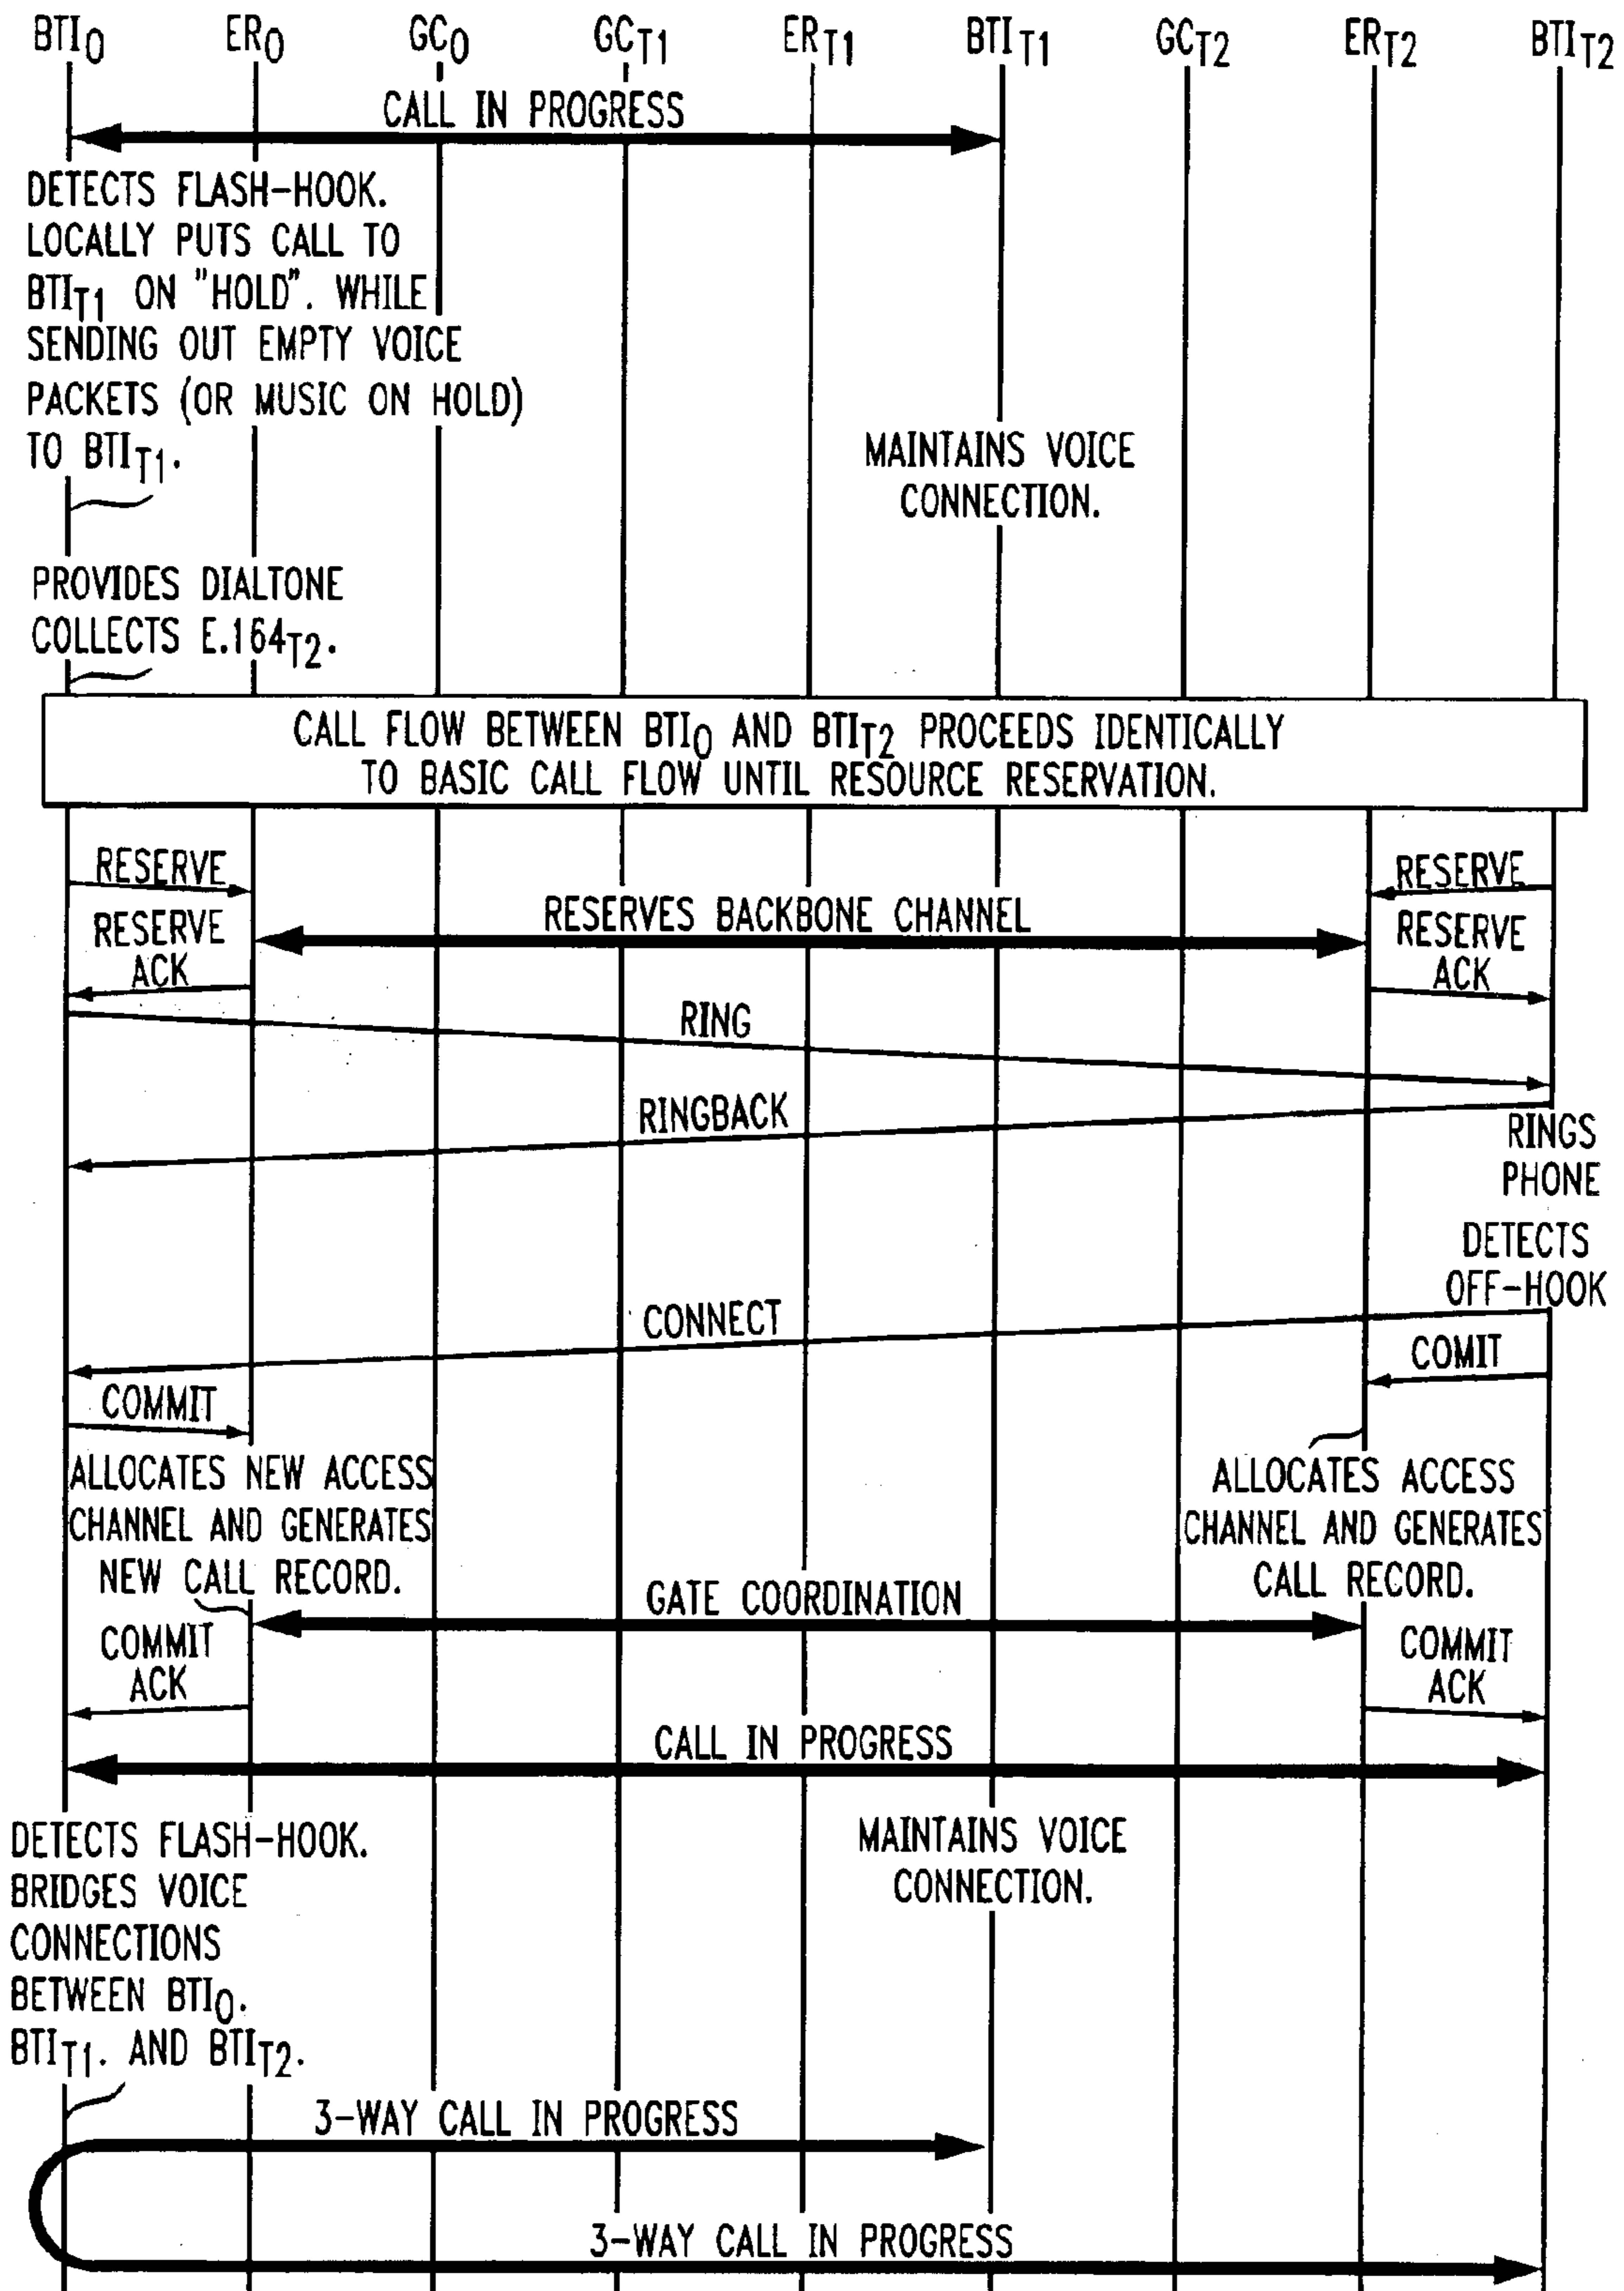 BTI0 ER0 GC0 GCT1 ERT1 BTIT1 GCT2 ERT2 BTIT2
CALL IN PROGRESS
DETECTS FLASH-HOOK.
LOCALLY PUTS CALL TO
BTIT1 ON "HOLD". WHILE
SENDING OUT EMPTY VOICE
PACKETS (OR MUSIC ON HOLD)
TO BTIT1.
MAINTAINS VOICE
CONNECTION.
PROVIDES DIALTONE
COLLECTS E.164T2.
CALL FLOW BETWEEN BTI0 AND BTIT2 PROCEEDS IDENTICALLY
TO BASIC CALL FLOW UNTIL RESOURCE RESERVATION.
RESERVE
RESERVE
RESERVES BACKBONE CHANNEL
RESERVE
ACK
RESERVE
ACK
RING
RINGBACK
RINGS
PHONE
DETECTS
OFF-HOOK
CONNECT
COMIT
COMMIT
ALLOCATES NEW ACCESS
CHANNEL AND GENERATES
NEW CALL RECORD.
ALLOCATES ACCESS
CHANNEL AND GENERATES
CALL RECORD.
GATE COORDINATION
COMMIT
ACK
COMMIT
ACK
CALL IN PROGRESS
DETECTS FLASH-HOOK.
BRIDGES VOICE
CONNECTIONS
BETWEEN BTI0.
BTIT1. AND BTIT2.
MAINTAINS VOICE
CONNECTION.
3-WAY CALL IN PROGRESS
3-WAY CALL IN PROGRESS